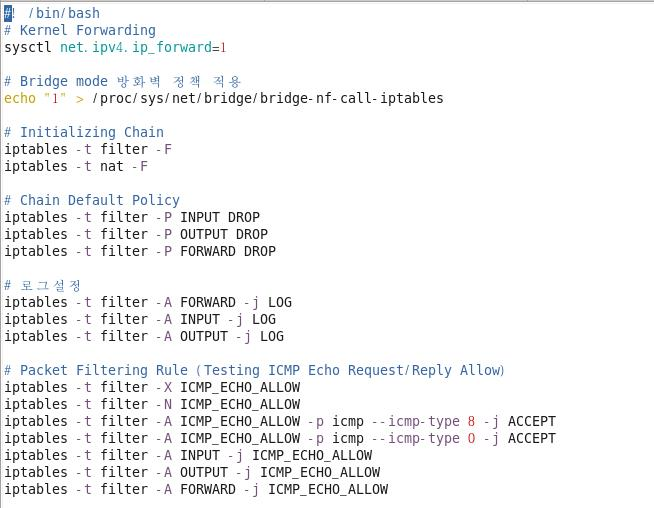 #! /bin/bash
# Kernel Forwarding
sysctl net.ipv4.ip_forward=1
# Bridge mode 방화벽 정책 적용
echo "1" > /proc/sys/net/bridge/bridge-nf-call-iptables
# Initializing Chain
iptables -t filter -F
iptables -t nat -F
# Chain Default Policy
iptables -t filter -P INPUT DROP
iptables -t filter -P OUTPUT DROP
iptables -t filter -P FORWARD DROP
# 로그설정
iptables -t filter -A FORWARD -j LOG
iptables -t filter -A INPUT -j LOG
iptables -t filter -A OUTPUT -j LOG
# Packet Filtering Rule (Testing ICMP Echo Request/Reply Allow)
iptables -t filter -X ICMP_ECHO_ALLOW
iptables -t filter -N ICMP_ECHO_ALLOW
iptables -t filter -A ICMP_ECHO_ALLOW -p icmp --icmp-type 8 -j ACCEPT
iptables -t filter -A ICMP_ECHO_ALLOW -p icmp --icmp-type 0 -j ACCEPT
iptables -t filter -A INPUT -j ICMP_ECHO_ALLOW
iptables -t filter -A OUTPUT -j ICMP_ECHO_ALLOW
iptables -t filter -A FORWARD -j ICMP_ECHO_ALLOW